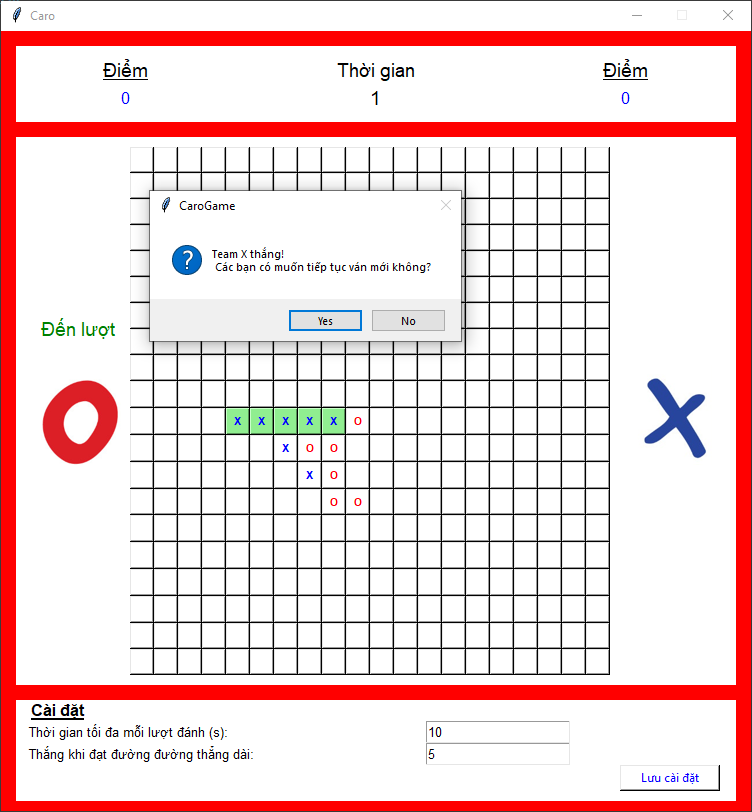 Caro
Điểm Thời gian Điểm
0 1 0
CaroGame
Team X thắng!
Các bạn có muốn tiếp tục ván mới không?
Yes No
Đến lượt
O X
x x x x x o
x o o
x o
o o
Cài đặt
Thời gian tối đa mỗi lượt đánh (s): 10
Thắng khi đạt đường đường thẳng dài: 5
Lưu cài đặt